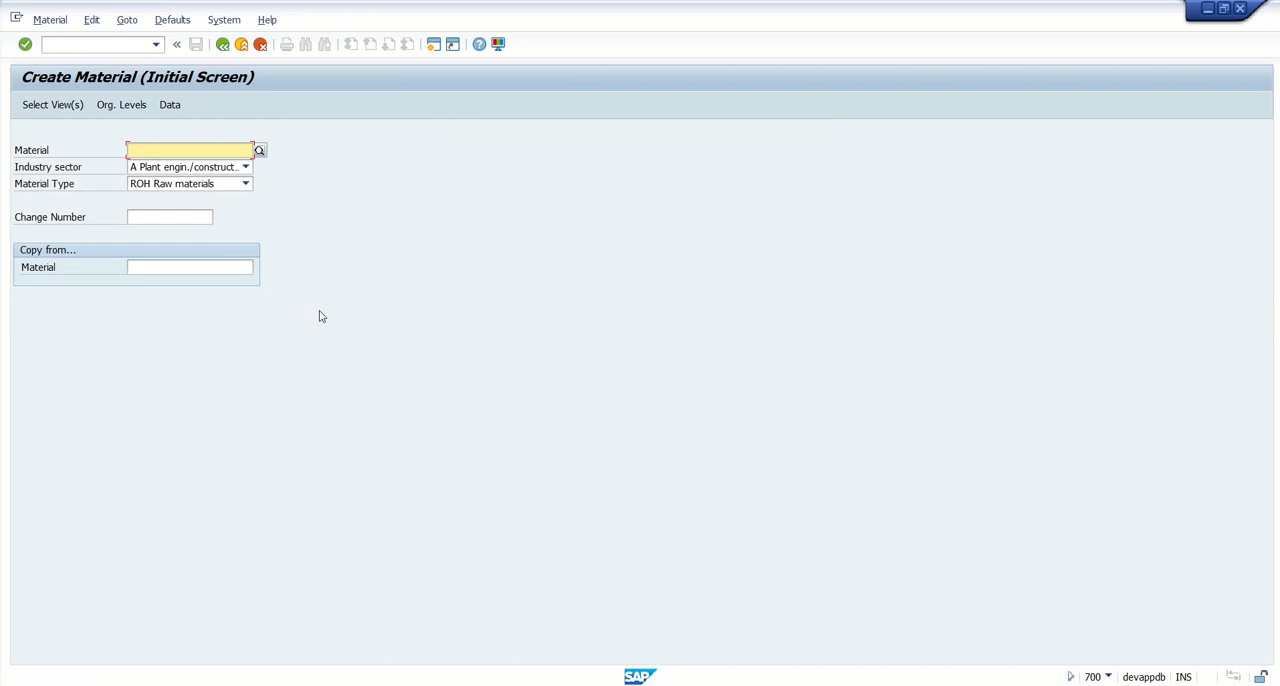 Material Edit Goto Defaults System Help
Create Material (Initial Screen)
Select View(s) Org. Levels Data
Material
Industry sector A Plant engin./construct..
Material Type ROH Raw materials
Change Number
Copy from...
Material
SAP 700 devappdb INS